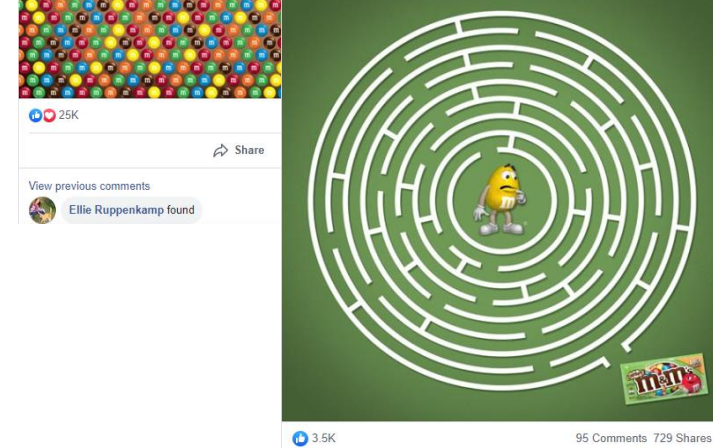 25K
Share
View previous comments
Ellie Ruppenkamp found
m
m&m's
3.5K
95 Comments 729 Shares